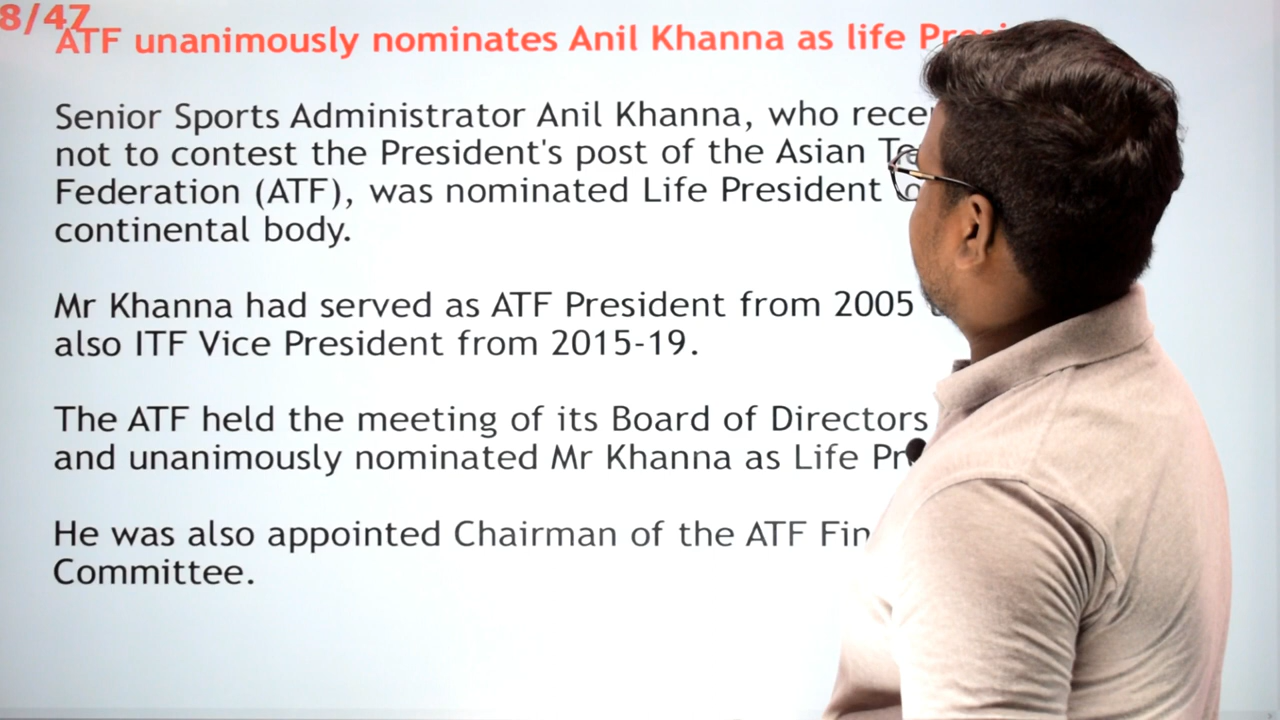 8/47
ATF unanimously nominates Anil Khanna as life
Senior Sports Administrator Anil Khanna, who
not to contest the President's post of the Asian
Federation (ATF), was nominated Life President
continental body.
Mr Khanna had served as ATF President from 2005
also ITF Vice President from 2015-19.
The ATF held the meeting of its Board of Directors
and unanimously nominated Mr Khanna as Life
He was also appointed Chairman of the ATF
Committee.